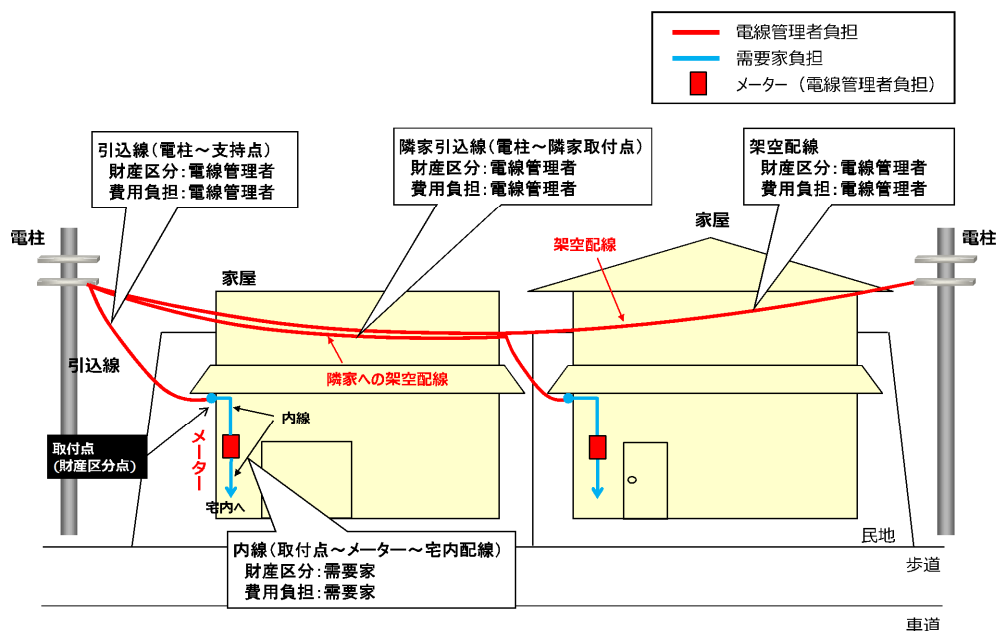 電線管理者負担
需要家負担
メーター（電線管理者負担）
引込線（電柱～支持点）
財産区分：電線管理者
費用負担：電線管理者
隣家引込線（電柱～隣家取付点）
財産区分：電線管理者
費用負担：電線管理者
架空配線
財産区分：電線管理者
費用負担：電線管理者
電柱
家屋
架空配線
家屋
電柱
引込線
隣家への架空配線
取付点
(財産区分点)
メーター
内線
宅内へ
内線（取付点～メーター～宅内配線）
財産区分：需要家
費用負担：需要家
民地
歩道
車道